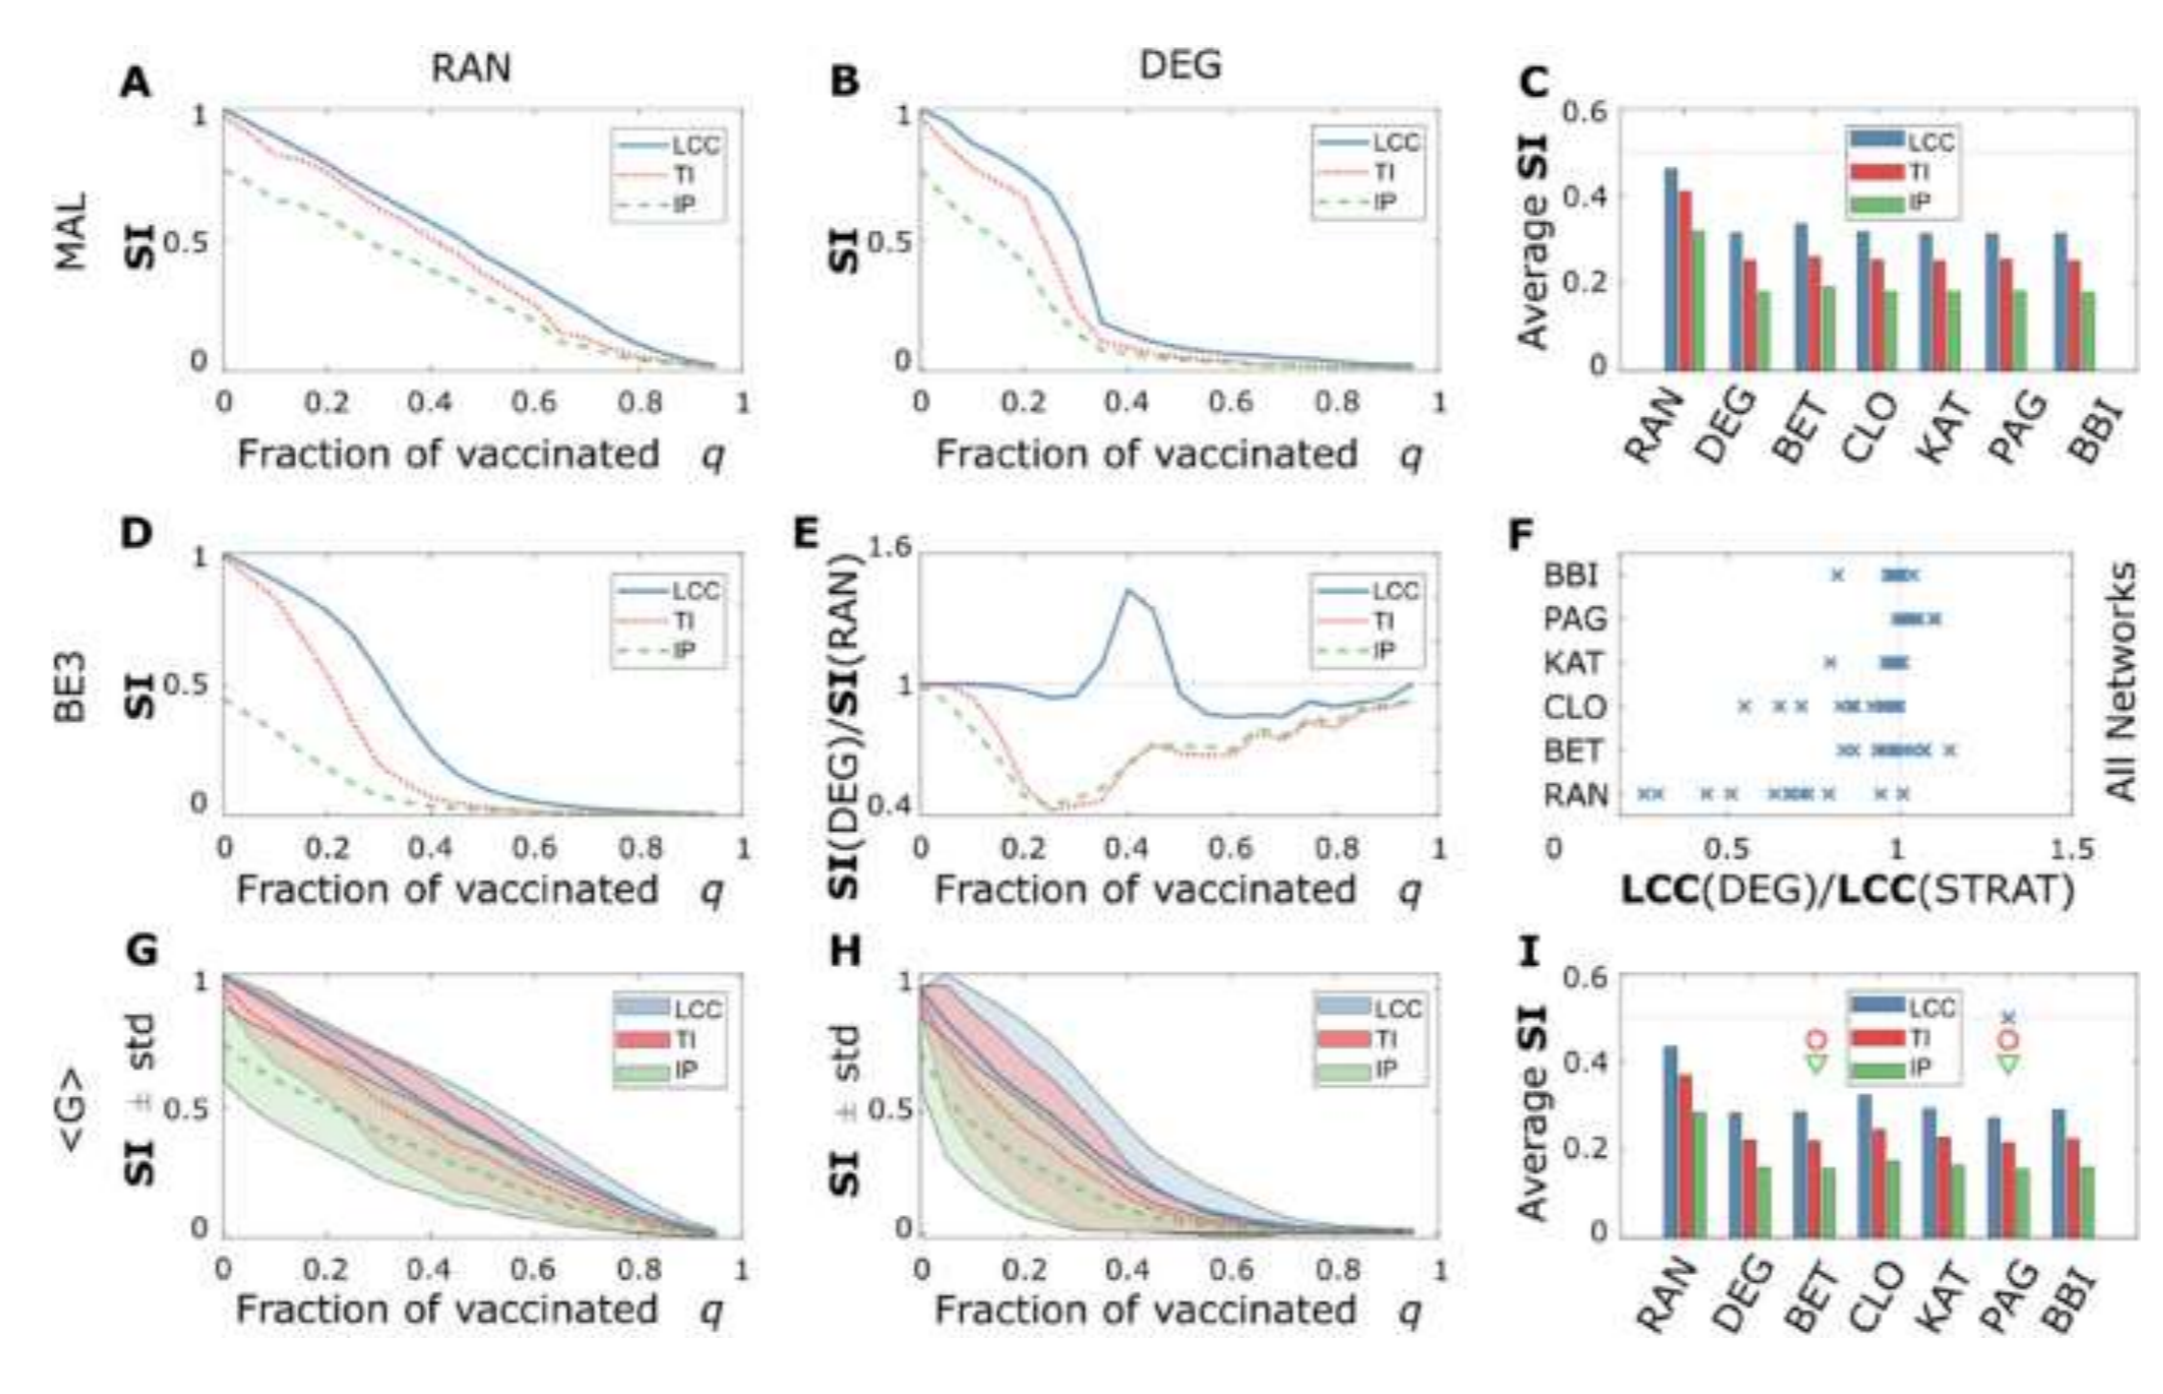 RAN
DEG
A
MAL
SI
1
0.5
0
LCC
TI
IP
0 0.2 0.4 0.6 0.8 1
Fraction of vaccinated q
B
SI
1
0.5
0
LCC
TI
IP
0 0.2 0.4 0.6 0.8 1
Fraction of vaccinated q
C
Average SI
0.6
0.4
0.2
0
LCC
TI
IP
RAN DEG BET CLO KAT PAG BBI
D
BE3
SI
1
0.5
0
LCC
TI
IP
0 0.2 0.4 0.6 0.8 1
Fraction of vaccinated q
E
SI(DEG)/SI(RAN)
1.6
1
0.4
LCC
TI
IP
0 0.2 0.4 0.6 0.8 1
Fraction of vaccinated q
F
BBI
PAG
KAT
CLO
BET
RAN
All Networks
0 0.5 1 1.5
LCC(DEG)/LCC(STRAT)
G
<G>
SI ± std
1
0.5
0
LCC
TI
IP
0 0.2 0.4 0.6 0.8 1
Fraction of vaccinated q
H
SI ± std
1
0.5
0
LCC
TI
IP
0 0.2 0.4 0.6 0.8 1
Fraction of vaccinated q
I
Average SI
0.6
0.4
0.2
0
LCC
TI
IP
RAN DEG BET CLO KAT PAG BBI